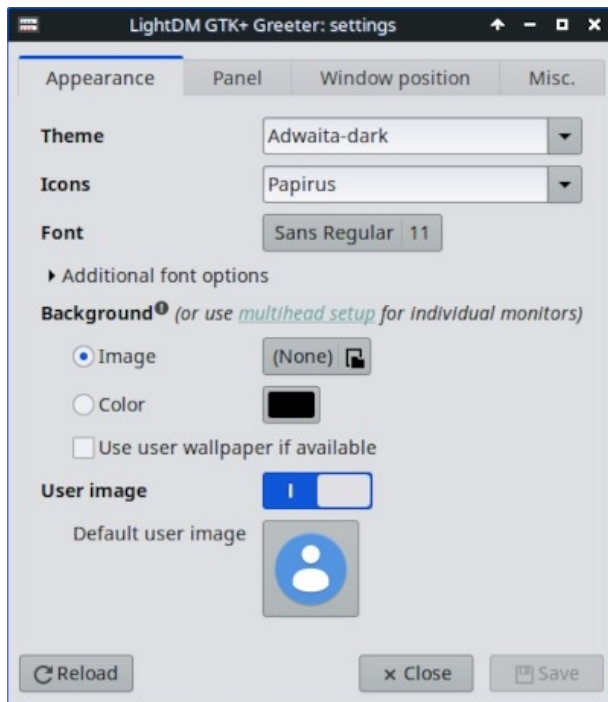 LightDM GTK+ Greeter: settings
Appearance Panel Window position Misc.
Theme Adwaita-dark
Icons Papirus
Font Sans Regular 11
Additional font options
Background (or use multihead setup for individual monitors)
Image (None)
Color
Use user wallpaper if available
User image
Default user image
Reload Close Save